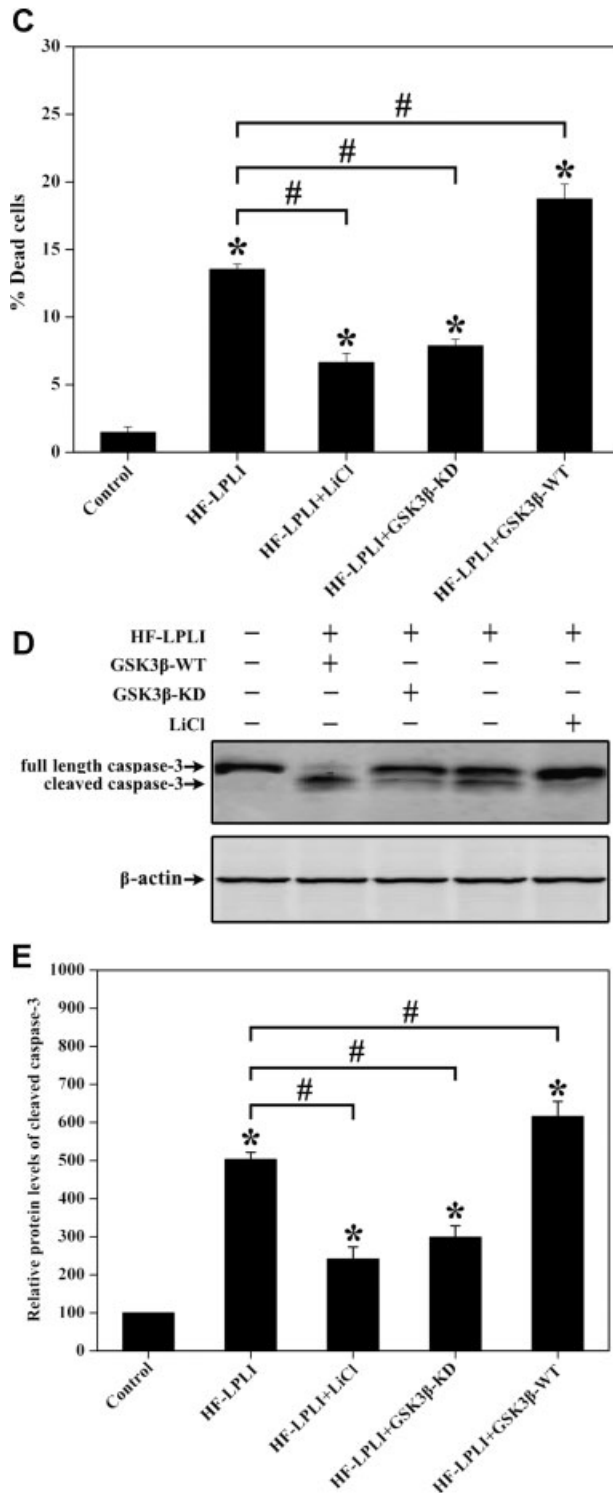 C
30
25
20
15
10
5
0
% Dead cells
#
#
#
*
*
*
*
Control
HF-LPLI
HF-LPLI+LiCl
HF-LPLI+GSK3β-KD
HF-LPLI+GSK3β-WT
D
HF-LPLI − + + + +
GSK3β-WT − + − − −
GSK3β-KD − − + − −
LiCl − − − − +
full length caspase-3→
cleaved caspase-3→
β-actin→
E
1000
900
800
700
600
500
400
300
200
100
0
Relative protein levels of cleaved caspase-3
#
#
#
*
*
*
*
Control
HF-LPLI
HF-LPLI+LiCl
HF-LPLI+GSK3β-KD
HF-LPLI+GSK3β-WT